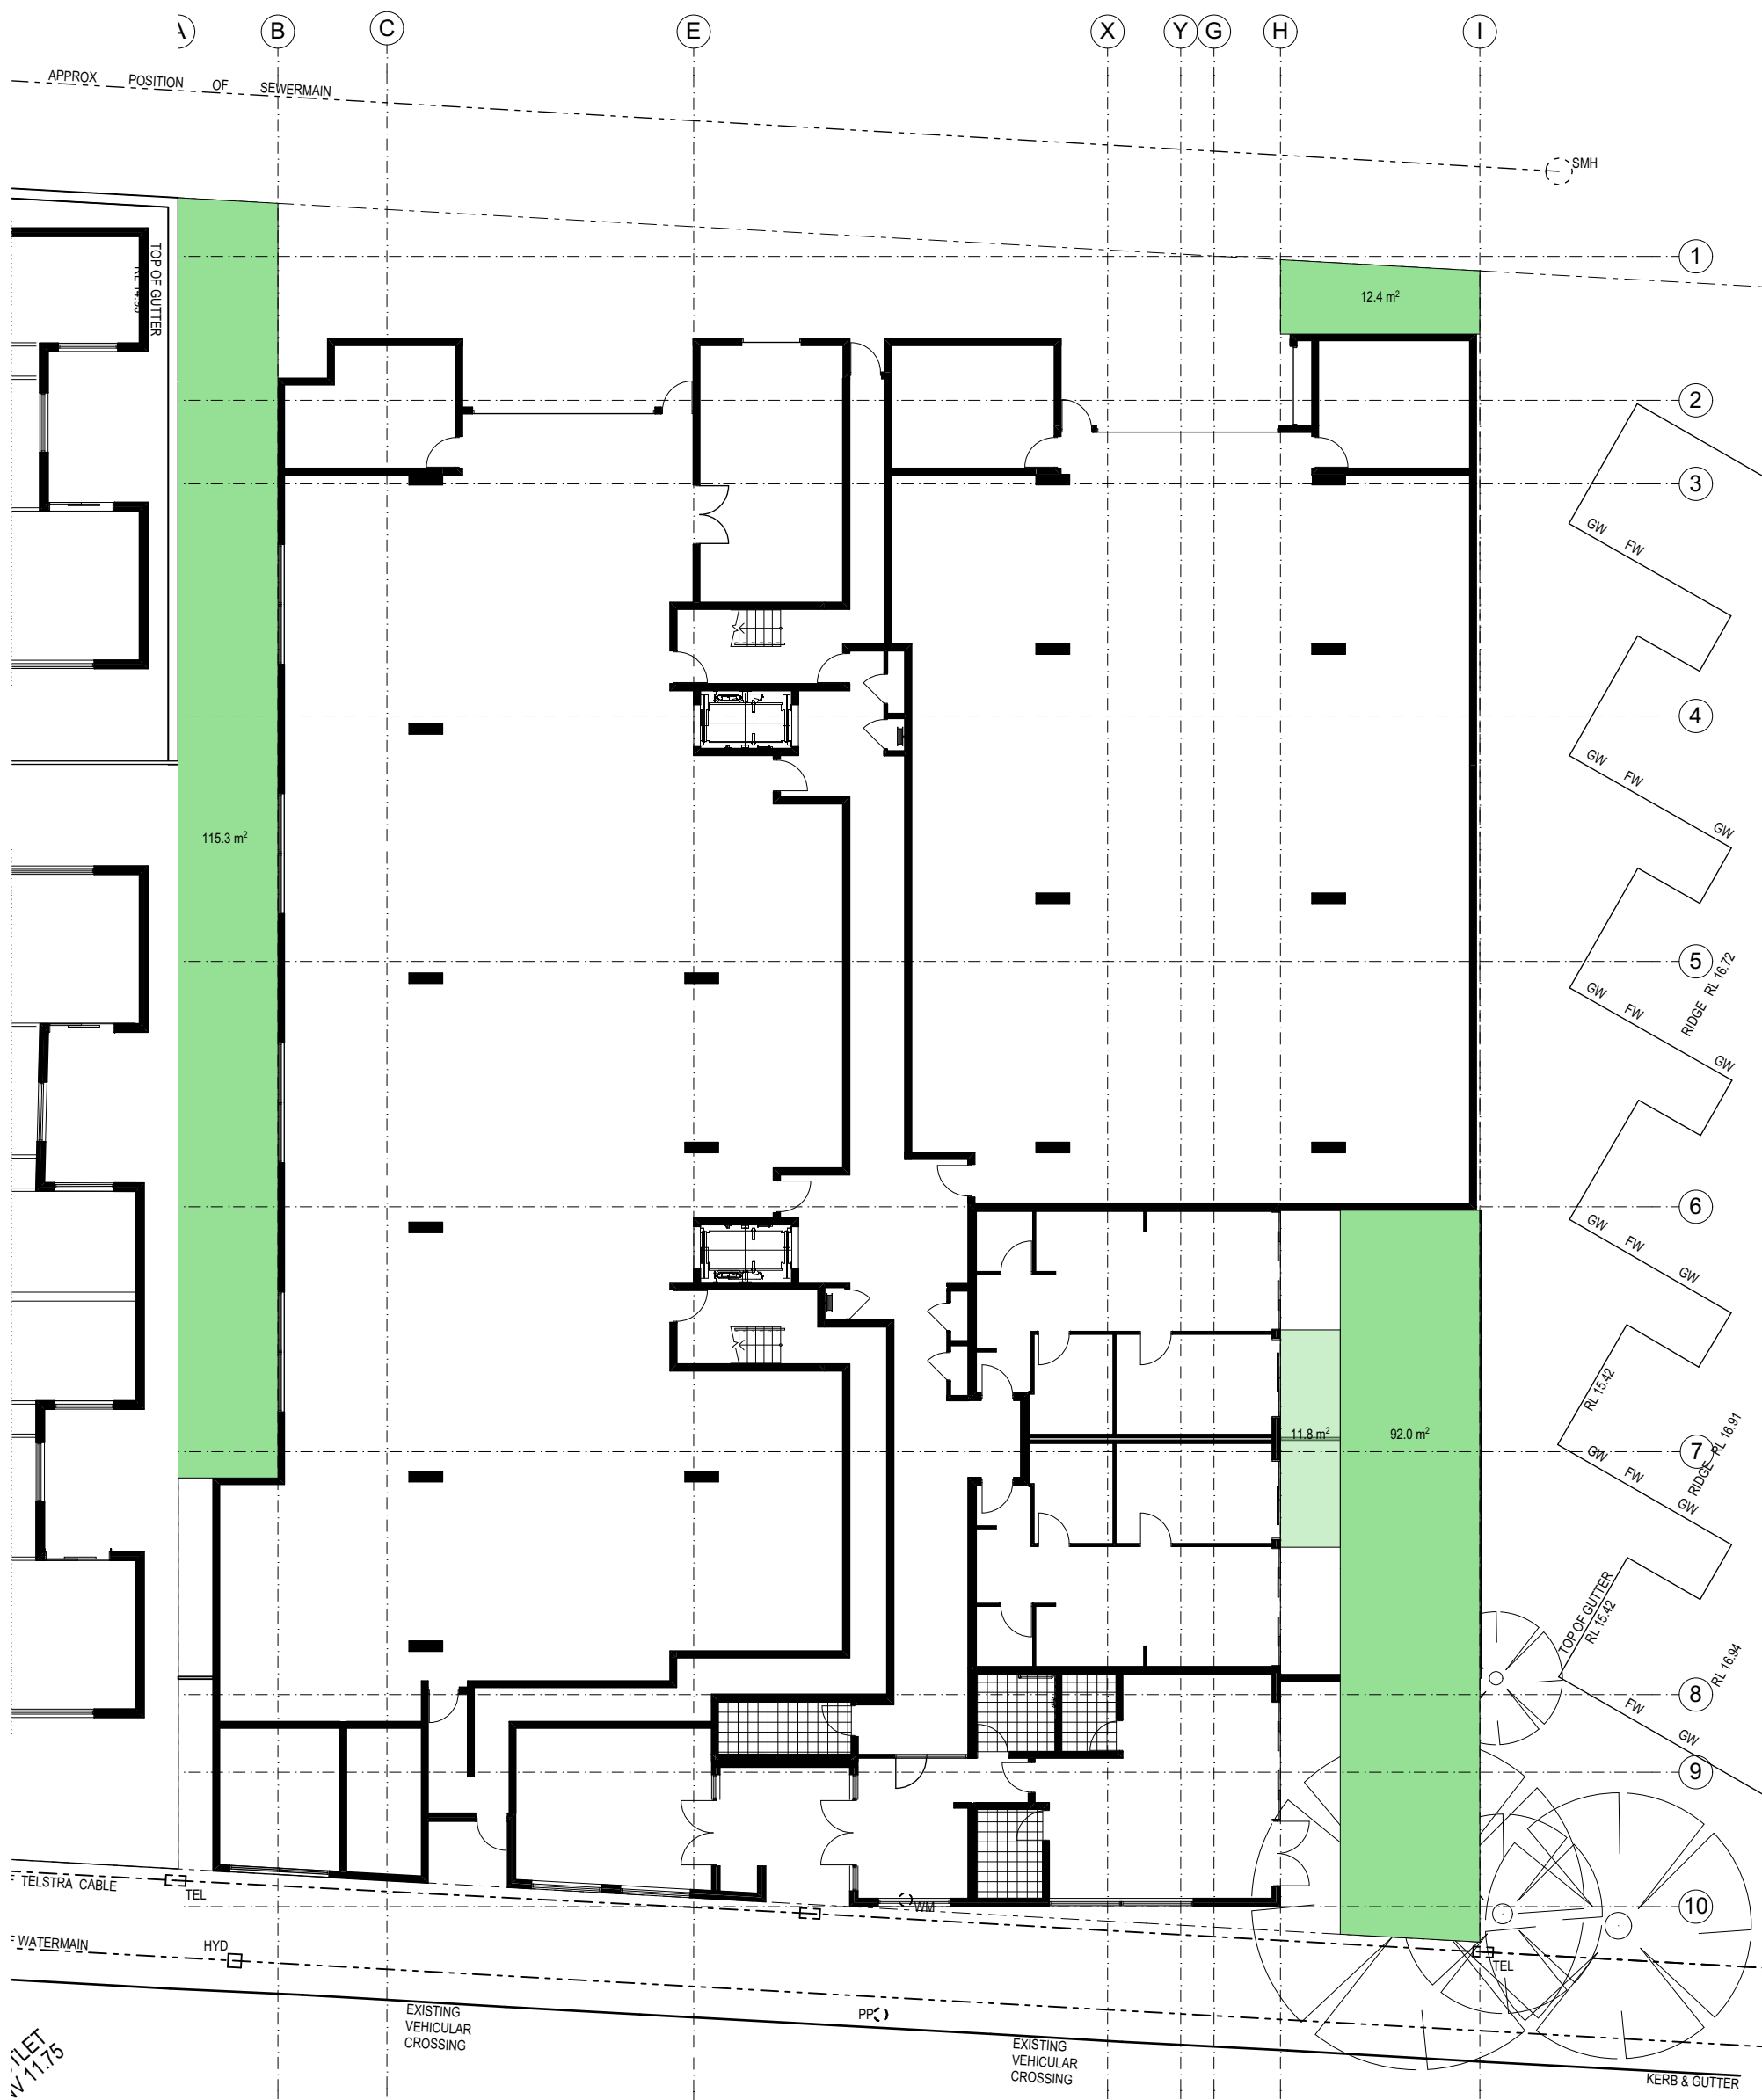 B
C
E
X
Y
G
H
I
APPROX POSITION OF SEWERMAIN
SMH
1
12.4 m²
TOP OF GUTTER
2
3
GW FW
4
GW FW
GW
115.3 m²
5
GW FW
RIDGE RL 16.72
GW
6
GW FW
GW
RL 15.42
11.8 m²
92.0 m²
7
GW FW
RIDGE RL 16.91
GW
TOP OF GUTTER
RL 15.42
RL 16.94
8
FW
GW
9
TELSTRA CABLE
TEL
WM
10
WATERMAIN
HYD
TEL
EXISTING
VEHICULAR
CROSSING
PP
EXISTING
VEHICULAR
CROSSING
KERB & GUTTER
11.75